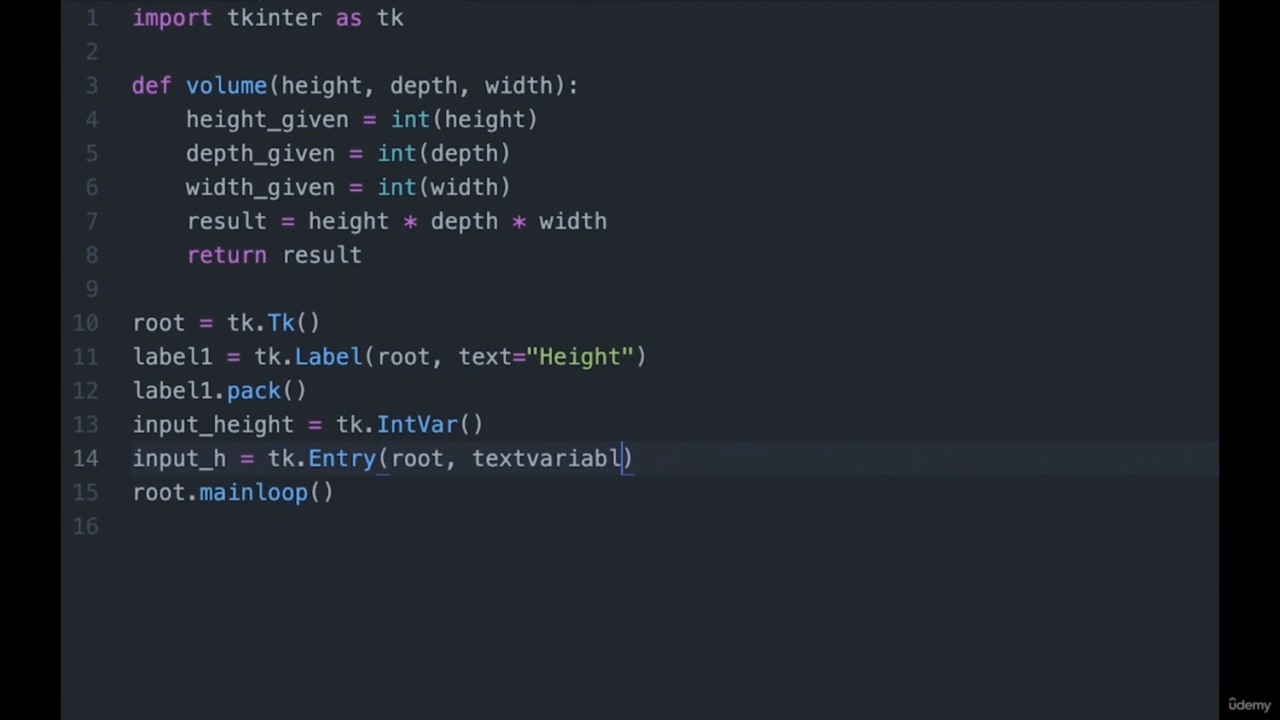 1 import tkinter as tk
2
3 def volume(height, depth, width):
4     height_given = int(height)
5     depth_given = int(depth)
6     width_given = int(width)
7     result = height * depth * width
8     return result
9
10 root = tk.Tk()
11 label1 = tk.Label(root, text="Height")
12 label1.pack()
13 input_height = tk.IntVar()
14 input_h = tk.Entry(root, textvariabl)
15 root.mainloop()
16
ûdemy